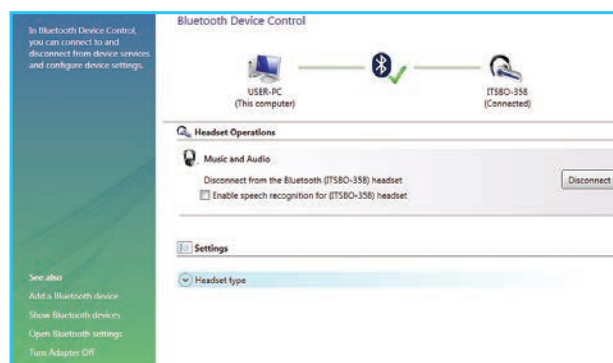 In Bluetooth Device Control,
you can connect to and
disconnect from device services
and configure device settings.
See also
Add a Bluetooth device
Show Bluetooth devices
Open Bluetooth settings
Turn Adapter Off
Bluetooth Device Control
USER-PC
(This computer)
ITSBO-358
(Connected)
Headset Operations
Music and Audio
Disconnect from the Bluetooth (ITSBO-358) headset
Disconnect
Enable speech recognition for (ITSBO-358) headset
Settings
Headset type